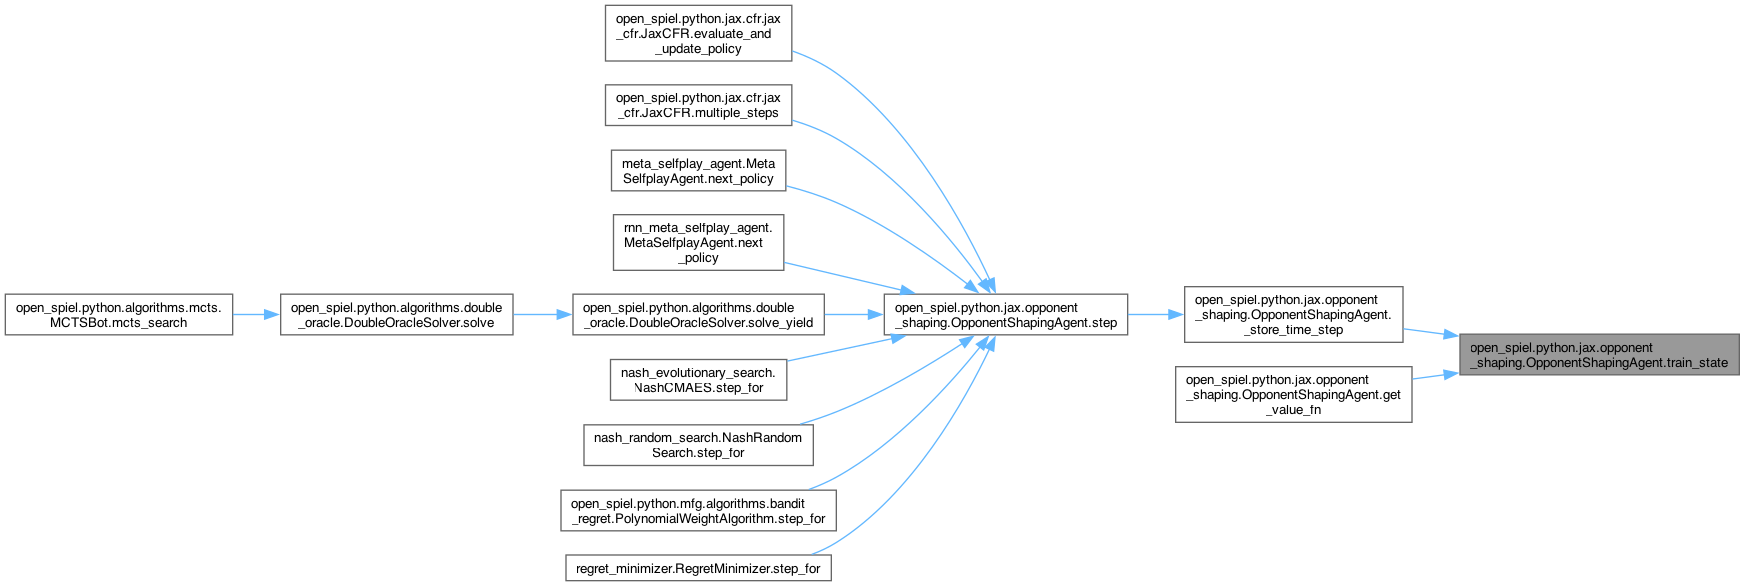 open_spiel.python.jax.cfr.jax
_cfr.JaxCFR.evaluate_and
_update_policy
open_spiel.python.jax.cfr.jax
_cfr.JaxCFR.multiple_steps
meta_selfplay_agent.Meta
SelfplayAgent.next_policy
rnn_meta_selfplay_agent.
MetaSelfplayAgent.next
_policy
open_spiel.python.algorithms.mcts.
MCTSBot.mcts_search
open_spiel.python.algorithms.double
_oracle.DoubleOracleSolver.solve
open_spiel.python.algorithms.double
_oracle.DoubleOracleSolver.solve_yield
open_spiel.python.jax.opponent
_shaping.OpponentShapingAgent.step
open_spiel.python.jax.opponent
_shaping.OpponentShapingAgent.
_store_time_step
open_spiel.python.jax.opponent
_shaping.OpponentShapingAgent.train_state
nash_evolutionary_search.
NashCMAES.step_for
open_spiel.python.jax.opponent
_shaping.OpponentShapingAgent.get
_value_fn
nash_random_search.NashRandom
Search.step_for
open_spiel.python.mfg.algorithms.bandit
_regret.PolynomialWeightAlgorithm.step_for
regret_minimizer.RegretMinimizer.step_for